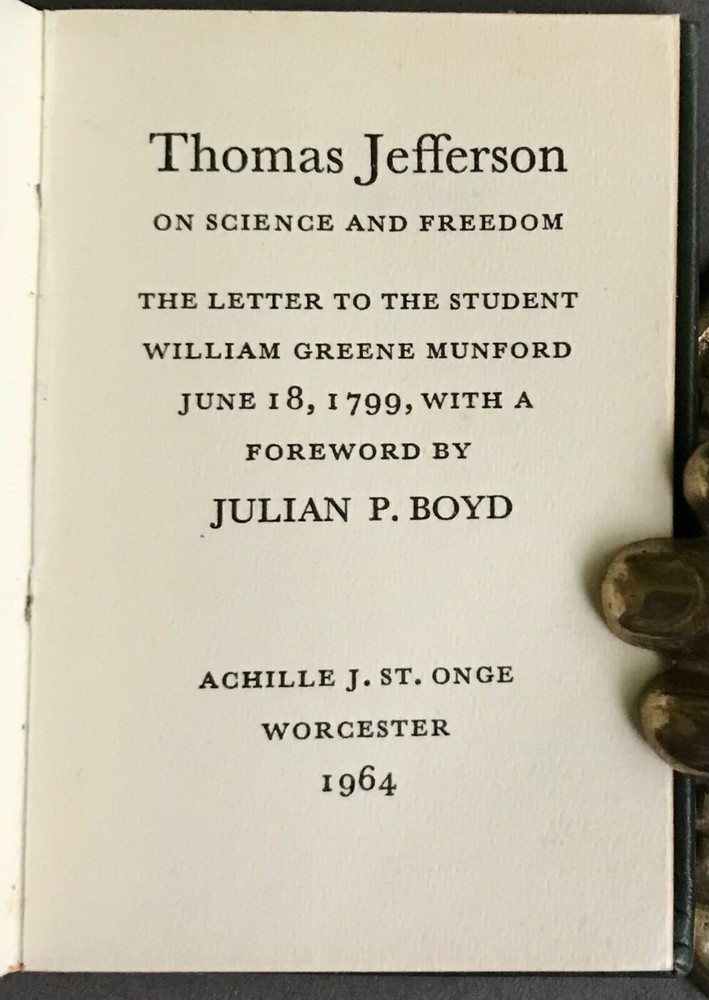 Thomas Jefferson
ON SCIENCE AND FREEDOM
THE LETTER TO THE STUDENT
WILLIAM GREENE MUNFORD
JUNE 18, 1799, WITH A
FOREWORD BY
JULIAN P. BOYD
ACHILLE J. ST. ONGE
WORCESTER
1964